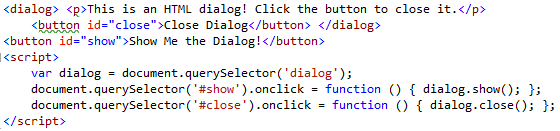 <dialog> <p>This is an HTML dialog! Click the button to close it.</p>
    <button id="close">Close Dialog</button> </dialog>
<button id="show">Show Me the Dialog!</button>
<script>
    var dialog = document.querySelector('dialog');
    document.querySelector('#show').onclick = function () { dialog.show(); };
    document.querySelector('#close').onclick = function () { dialog.close(); };
</script>